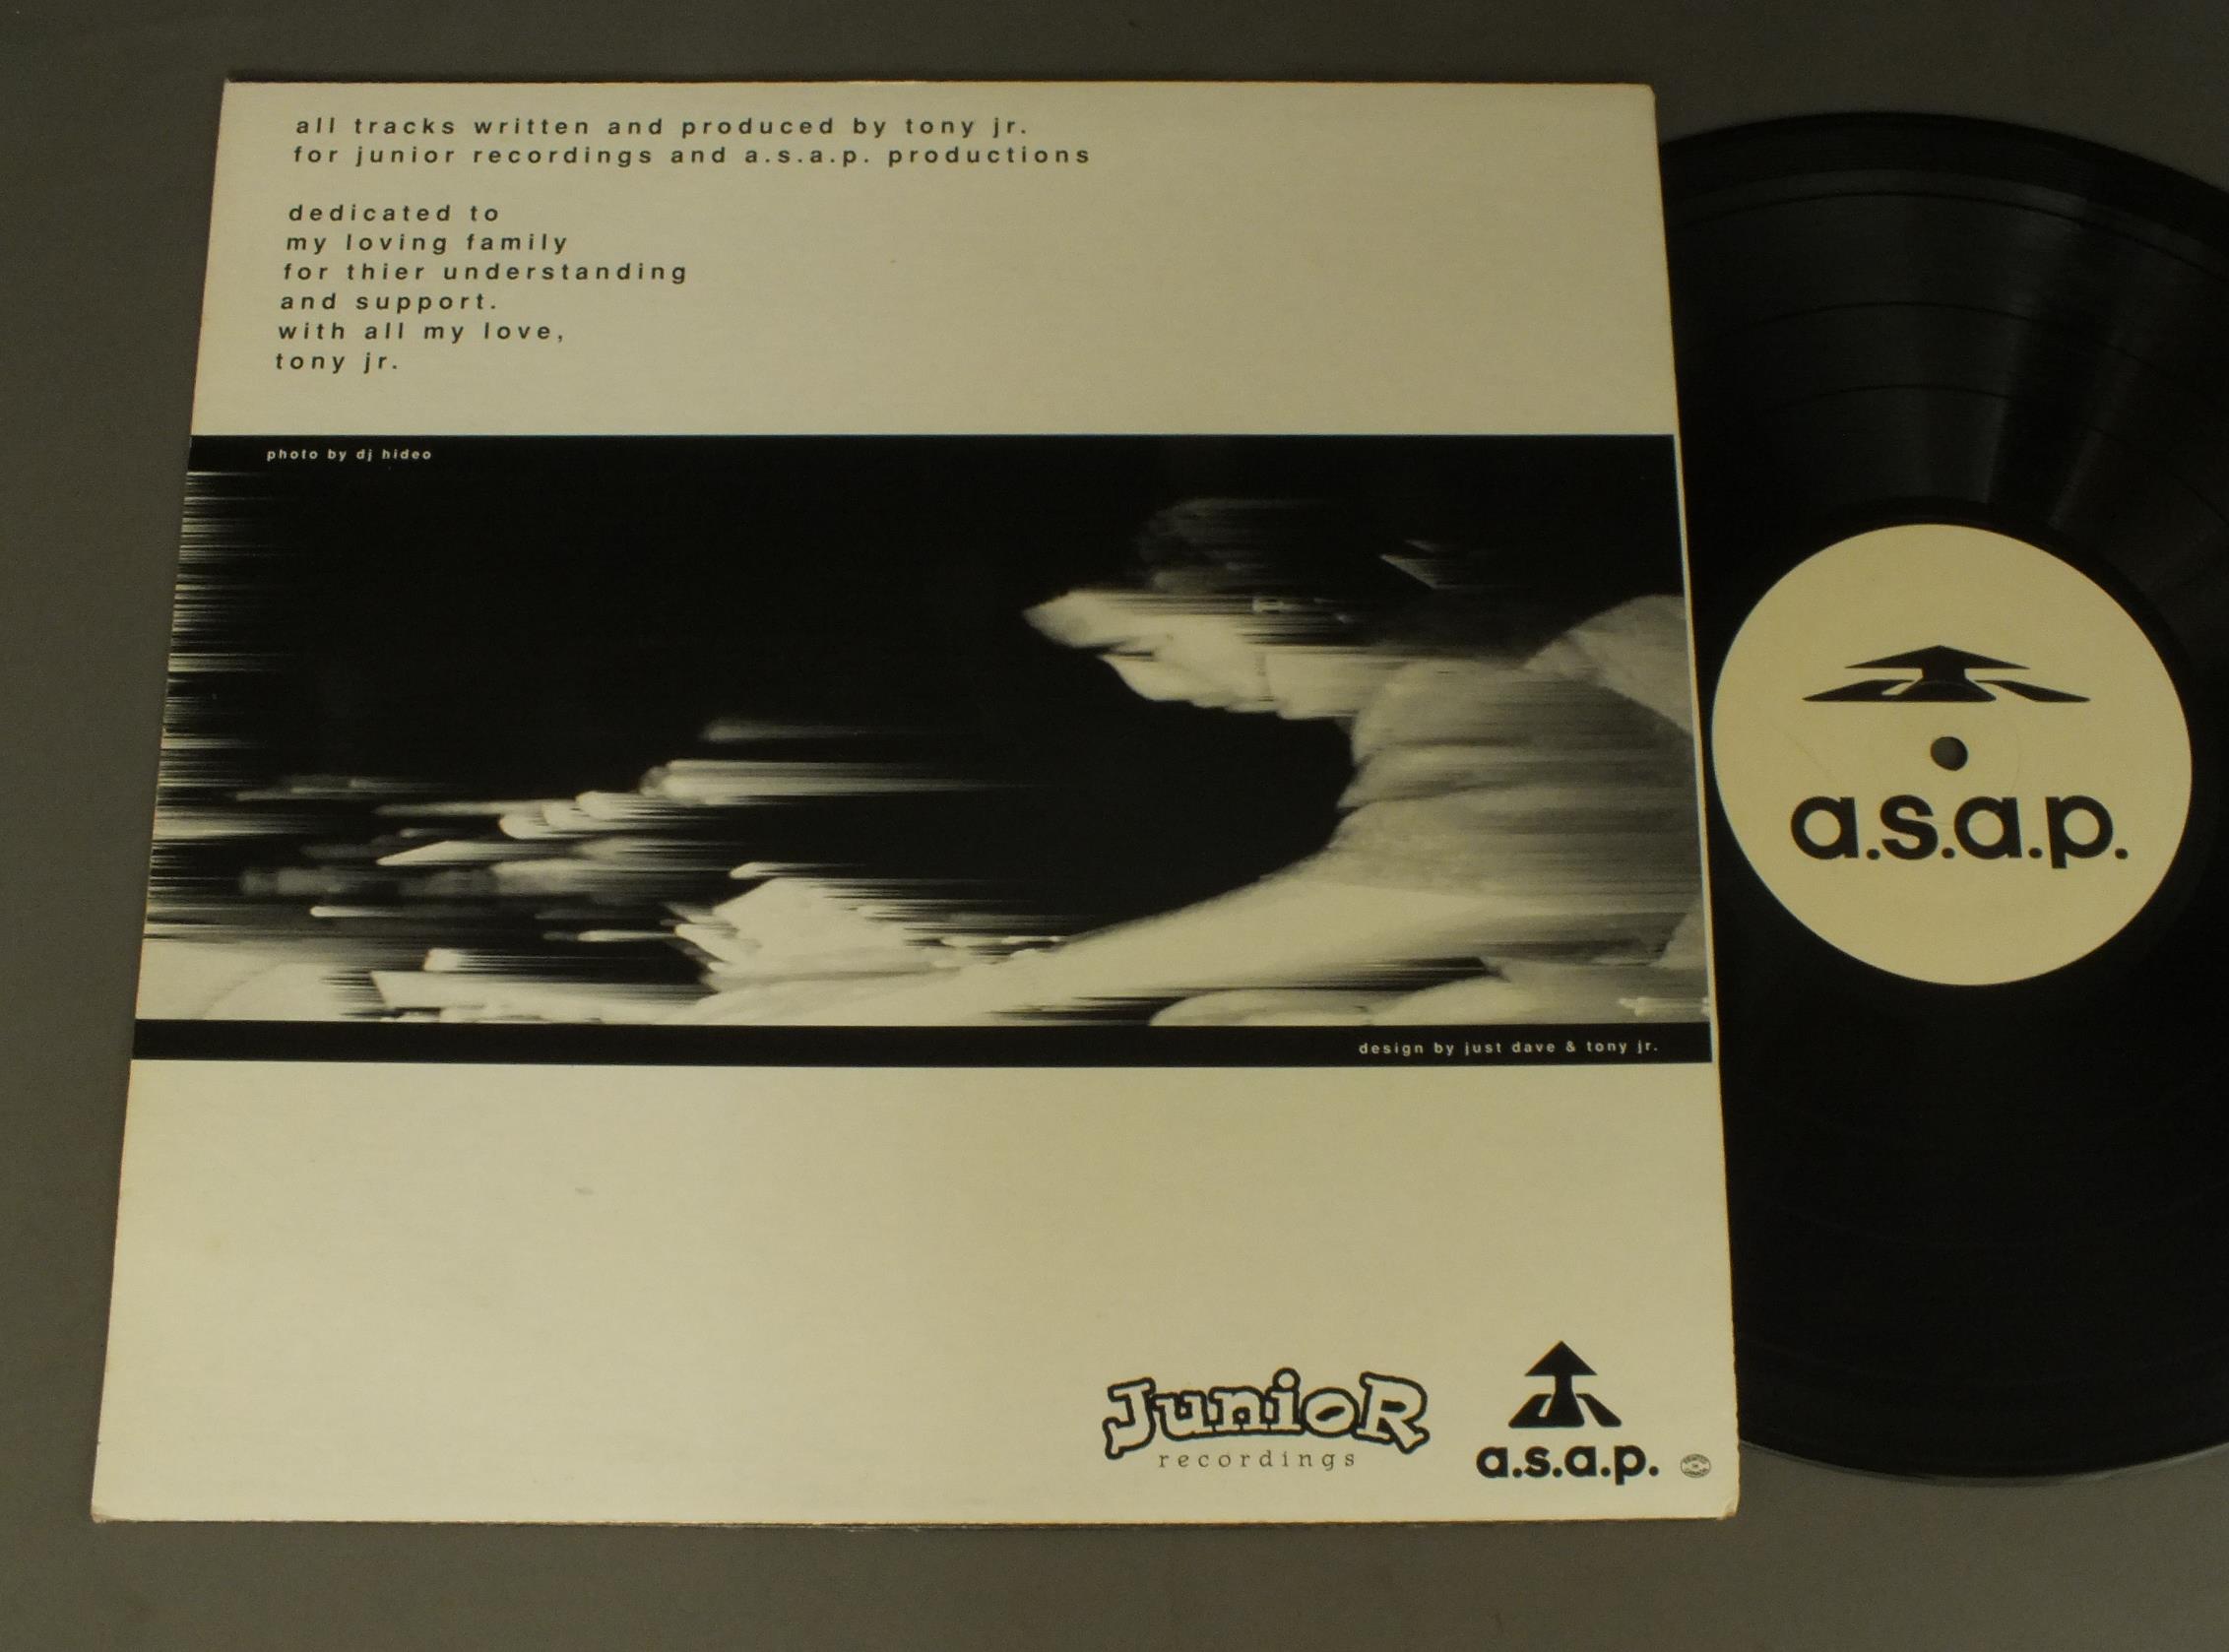 all tracks written and produced by tony jr.
for junior recordings and a.s.a.p. productions
dedicated to
my loving family
for thier understanding
and support.
with all my love,
tony jr.
photo by dj hideo
design by just dave & tony jr.
a.s.a.p.
JunioR
recordings
a.s.a.p.